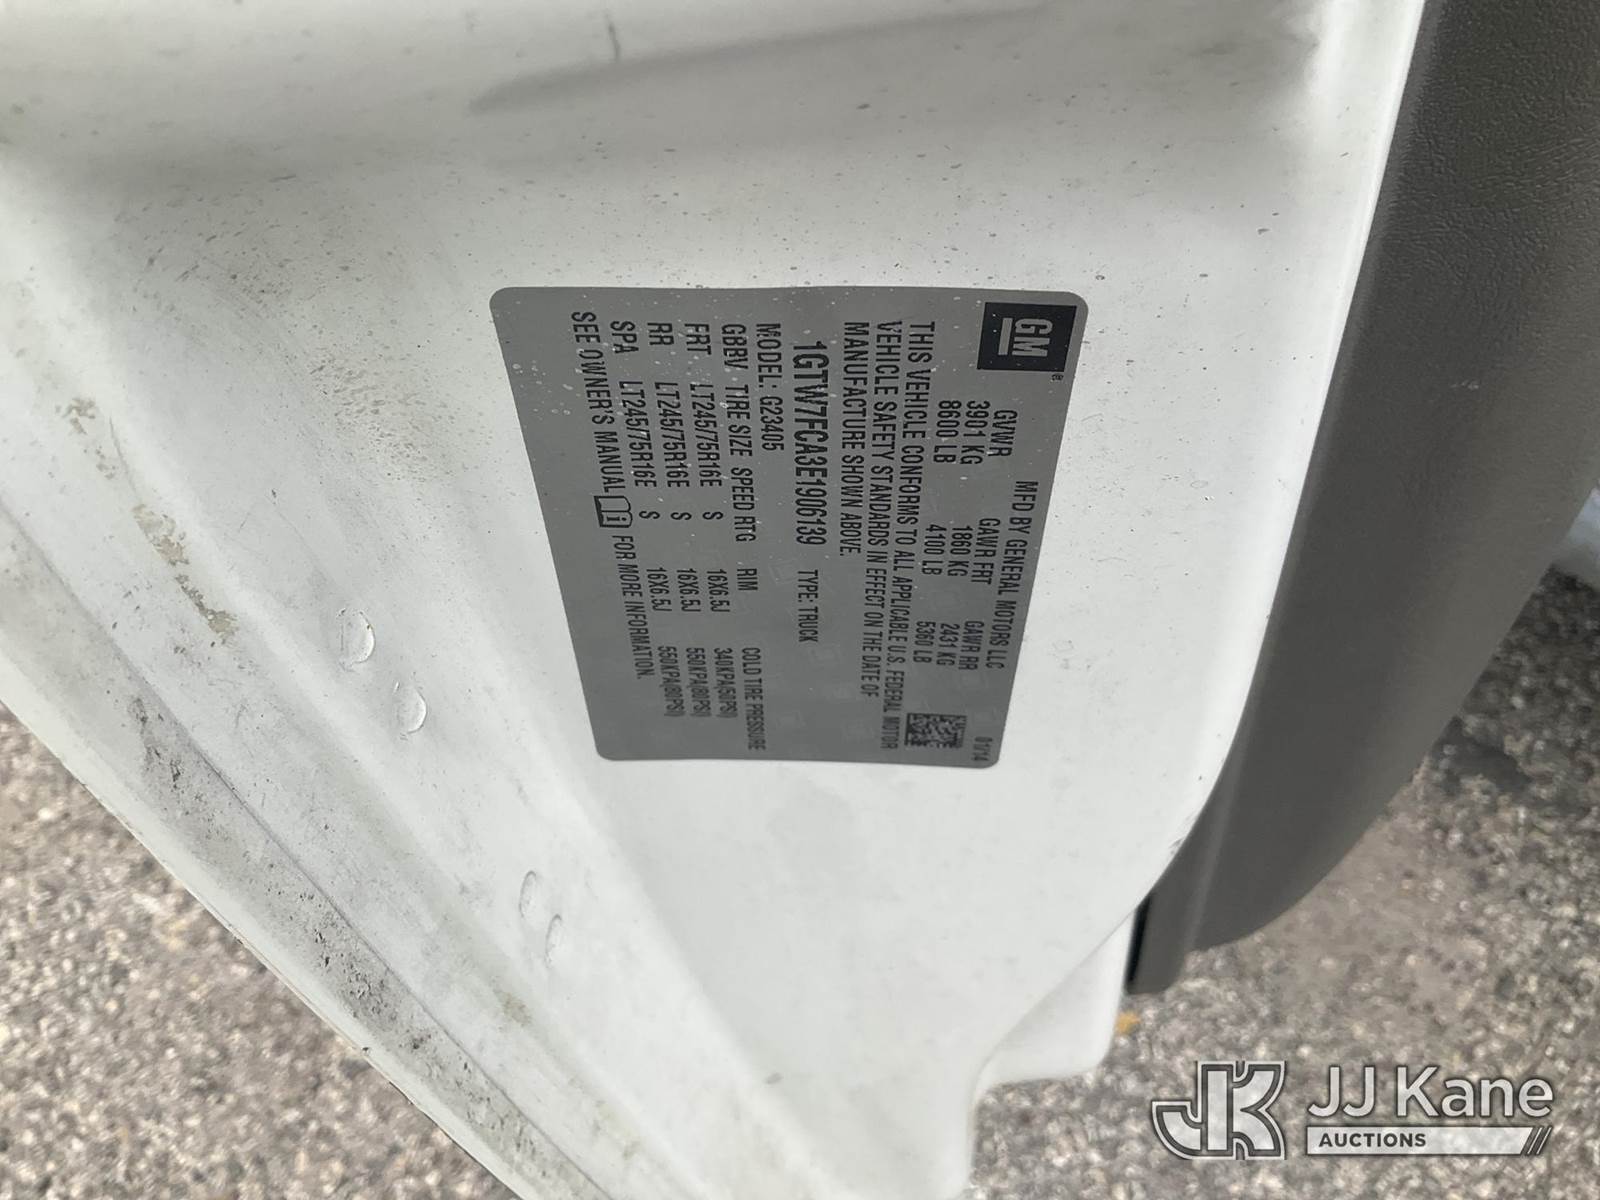 GM®
MFD BY GENERAL MOTORS LLC 01/14
GVWR GAWR FRT GAWR RR
3901 KG 1860 KG 2431 KG
8600 LB 4100 LB 5360 LB
THIS VEHICLE CONFORMS TO ALL APPLICABLE U.S. FEDERAL MOTOR
VEHICLE SAFETY STANDARDS IN EFFECT ON THE DATE OF
MANUFACTURE SHOWN ABOVE.
1GTW7FCA3E1906139 TYPE: TRUCK
MODEL: G23405
GBRV TIRE SIZE SPEED RTG RIM COLD TIRE PRESSURE
FRT LT245/75R16E S 16X6.5J 340KPA(50PSI)
RR LT245/75R16E S 16X6.5J 550KPA(80PSI)
SPA LT245/75R16E S 16X6.5J 550KPA(80PSI)
SEE OWNER'S MANUAL FOR MORE INFORMATION.
JK JJ Kane
AUCTIONS